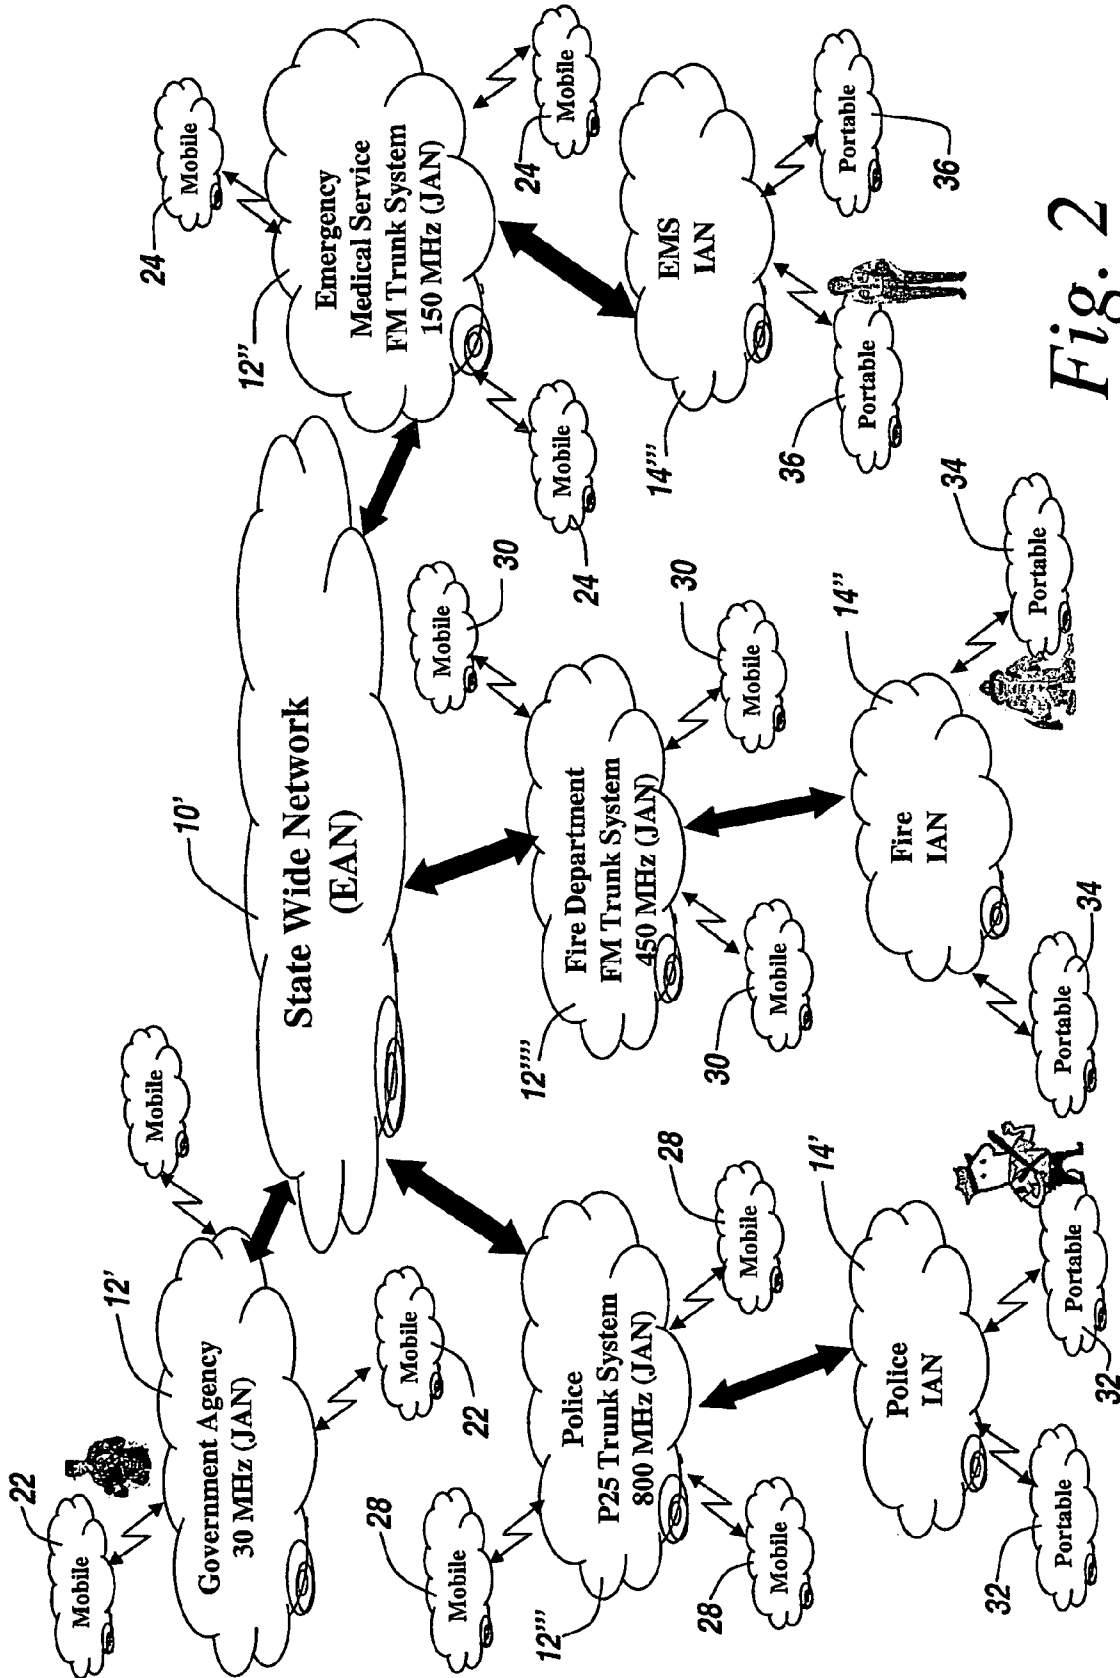 22
Mobile
12'
Government Agency
30 MHz (JAN)
Mobile
Mobile
22
10'
State Wide Network
(EAN)
24
Mobile
12''
Emergency
Medical Service
FM Trunk System
150 MHz (JAN)
Mobile
24
Mobile
24
28
Mobile
12'''
Police
P25 Trunk System
800 MHz (JAN)
Mobile
28
Mobile
28
Mobile
30
12''''
Fire Department
FM Trunk System
450 MHz (JAN)
Mobile
30
Mobile
30
14'
Police
IAN
32
Portable
32
Portable
14''
Fire
IAN
Portable
34
Portable
34
14'''
EMS
IAN
36
Portable
Portable
36
Fig. 2